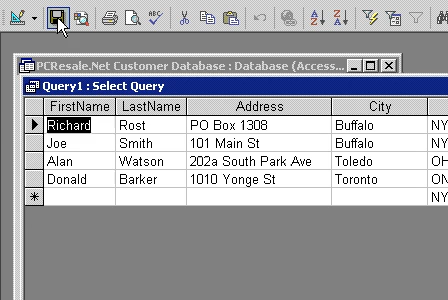 ABC
PCResale.Net Customer Database : Database (Access...
Query1 : Select Query
FirstName LastName Address City
Richard Rost PO Box 1308 Buffalo NY
Joe Smith 101 Main St Buffalo NY
Alan Watson 202a South Park Ave Toledo OH
Donald Barker 1010 Yonge St Toronto ON
* NY